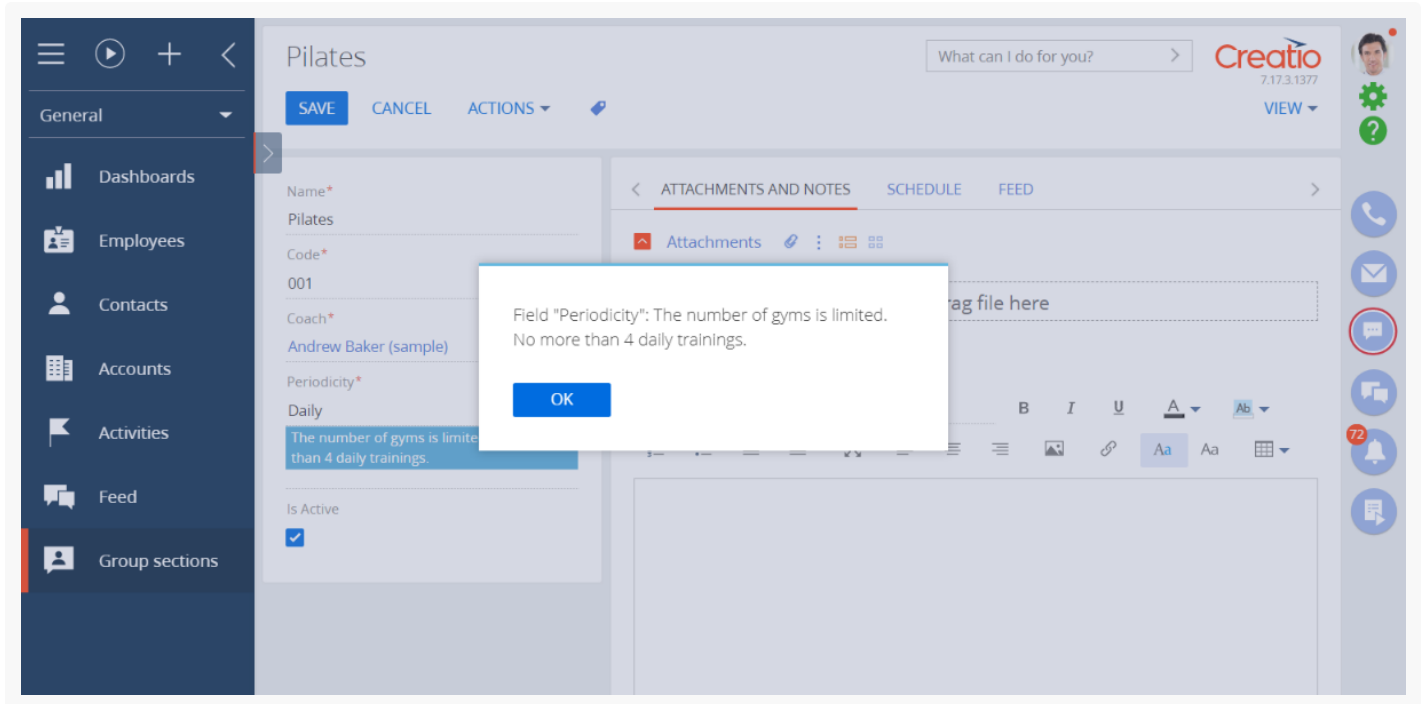 Pilates
What can I do for you?
Creatio
7.17.3.1377
General
SAVE CANCEL ACTIONS
VIEW
Dashboards
Employees
Contacts
Accounts
Activities
Feed
Group sections
Name*
Pilates
Code*
001
Coach*
Andrew Baker (sample)
Periodicity*
Daily
The number of gyms is limite
than 4 daily trainings.
Is Active
ATTACHMENTS AND NOTES SCHEDULE FEED
Attachments
rag file here
Field "Periodicity": The number of gyms is limited.
No more than 4 daily trainings.
OK
B I U A Ab
Aa Aa
72